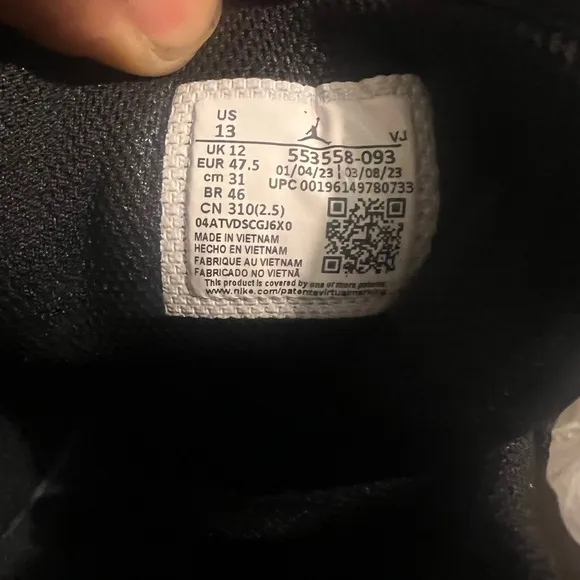 US
13
UK 12
EUR 47.5
cm 31
BR 46
CN 310(2.5)
VJ
553558-093
01/04/23 03/08/23
UPC 00196149780733
04ATVDSCGJ6X0
MADE IN VIETNAM
HECHO EN VIETNAM
FABRIQUE AU VIETNAM
FABRICADO NO VIETNÃ
This product is covered by one or more patents.
www.nike.com/patentsvirtualmarking